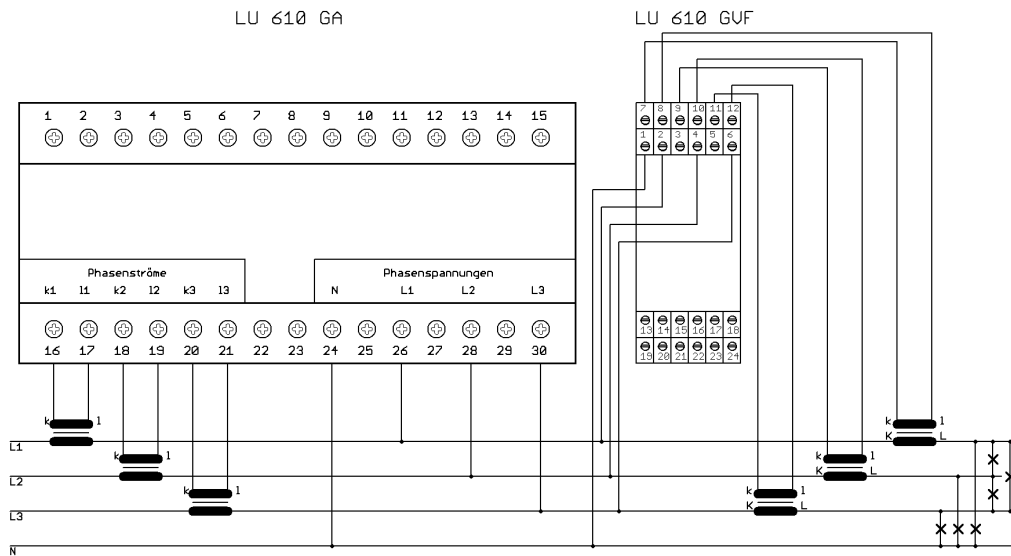 LU 610 GA
LU 610 GVF
7 8 9 10 11 12
1 2 3 4 5 6 7 8 9 10 11 12 13 14 15
1 2 3 4 5 6
Phasenströme
Phasenspannungen
k1 l1 k2 l2 k3 l3 N L1 L2 L3
13 14 15 16 17 18
16 17 18 19 20 21 22 23 24 25 26 27 28 29 30
19 20 21 22 23 24
k l
k l
K L
L1
k l
k l
K L
L2
k l
k l
K L
L3
N